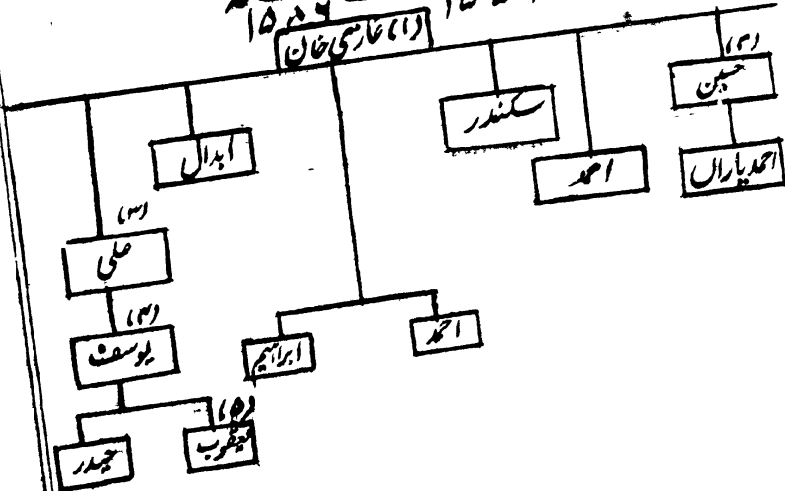 ۱۵۸۶
(۱) غازی خان
(۲)
حسین
سکندر
ابدال
احمد
احمد یاراں
(۳)
علی
(۴)
یوسف
ابراہیم
احمد
(۵)
یعقوب
حیدر